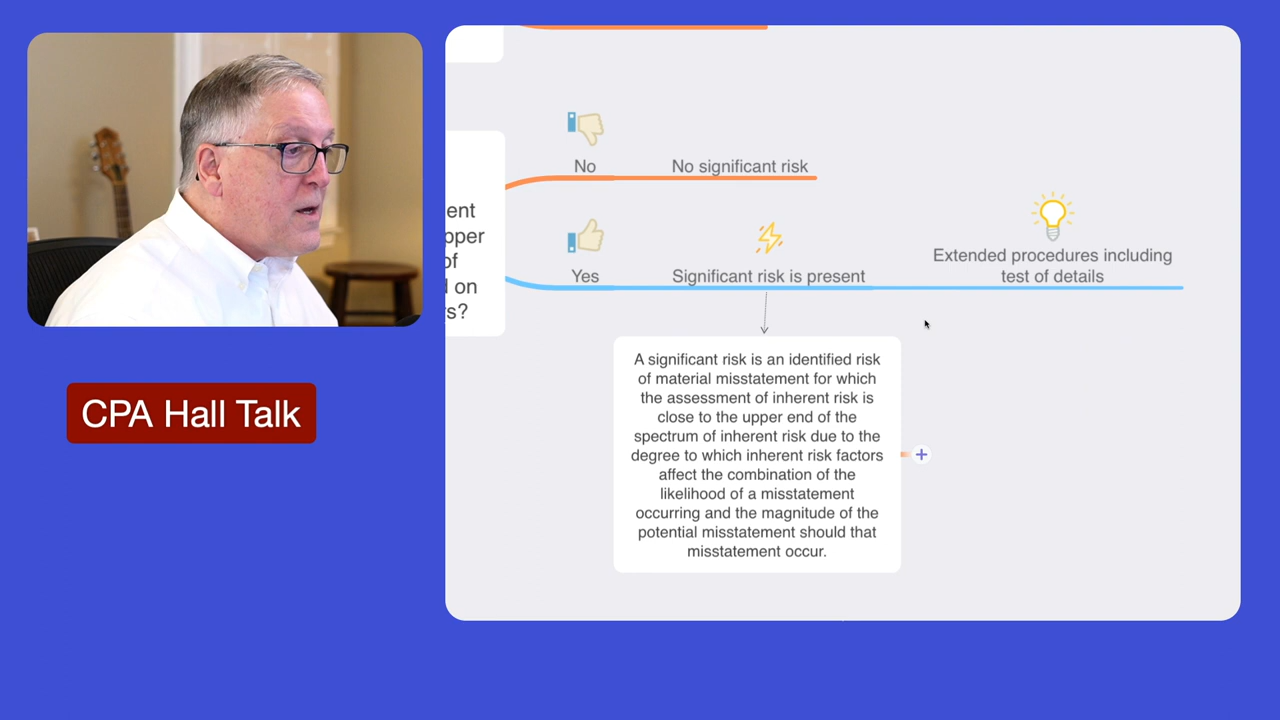 CPA Hall Talk
No
No significant risk
ent
pper
of
on
s?
Yes
Significant risk is present
Extended procedures including
test of details
A significant risk is an identified risk
of material misstatement for which
the assessment of inherent risk is
close to the upper end of the
spectrum of inherent risk due to the
degree to which inherent risk factors
affect the combination of the
likelihood of a misstatement
occurring and the magnitude of the
potential misstatement should that
misstatement occur.